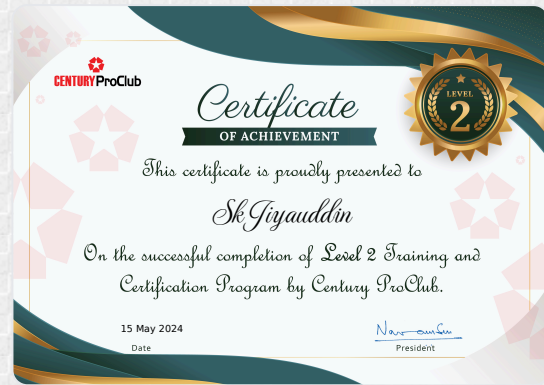 CENTURY ProClub
Certificate
OF ACHIEVEMENT
LEVEL
2
This certificate is proudly presented to
Sk Jiyauddin
On the successful completion of Level 2 Training and
Certification Program by Century ProClub.
15 May 2024
Date
President